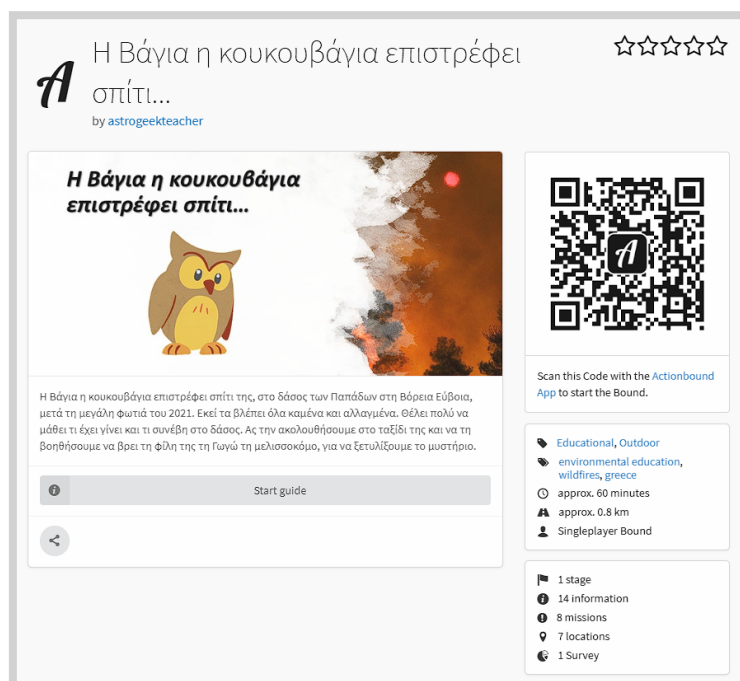 Η Βάγια η κουκουβάγια επιστρέφει
σπίτι...
by astrogeekteacher
Η Βάγια η κουκουβάγια
επιστρέφει σπίτι...
Η Βάγια η κουκουβάγια επιστρέφει σπίτι της, στο δάσος των Παπάδων στη Βόρεια Εύβοια,
μετά τη μεγάλη φωτιά του 2021. Εκεί τα βλέπει όλα καμένα και αλλαγμένα. Θέλει πολύ να
μάθει τι έχει γίνει και τι συνέβη στο δάσος. Ας την ακολουθήσουμε στο ταξίδι της και να τη
βοηθήσουμε να βρει τη φίλη της τη Γωγώ τη μελισσοκόμο, για να ξετυλίξουμε το μυστήριο.
Start guide
A
Scan this Code with the Actionbound
App to start the Bound.
Educational, Outdoor
environmental education,
wildfires, greece
approx. 60 minutes
approx. 0.8 km
Singleplayer Bound
1 stage
14 information
8 missions
7 locations
1 Survey